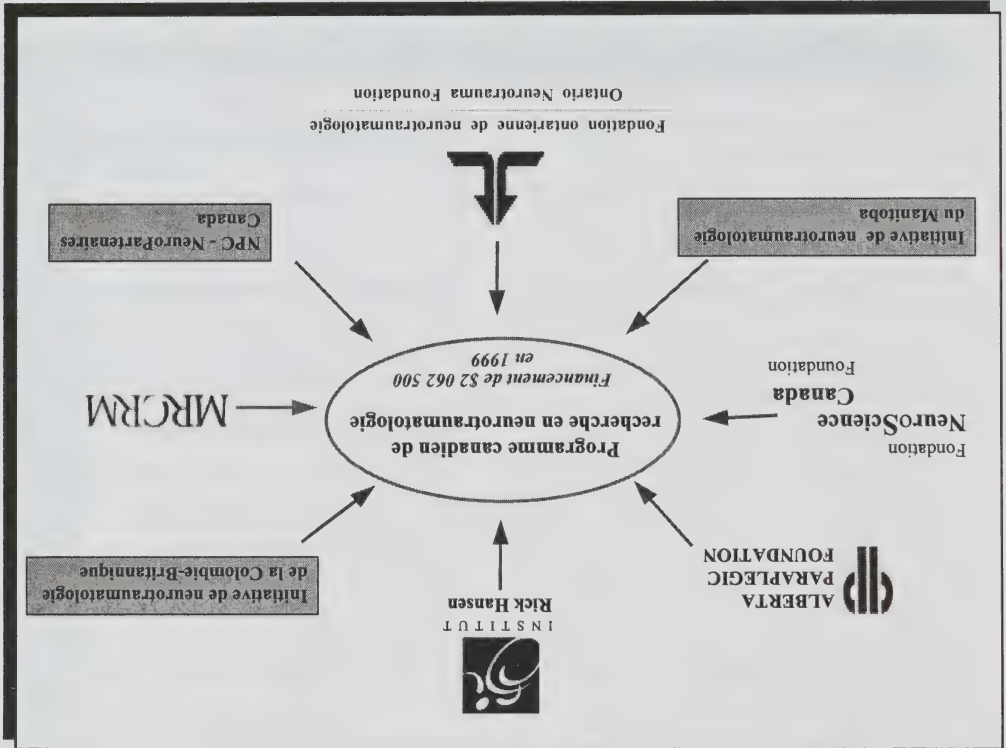 INSTITUT
Rick Hansen
ALBERTA
PARAPLEGIC
FOUNDATION
Initiative de neurotraumatologie
de la Colombie-Britannique
Fondation
NeuroScience
Canada
Foundation
Programme canadien de
recherche en neurotraumatologie
Financement de $2 062 500
en 1999
MRCRM
Initiative de neurotraumatologie
du Manitoba
NPC - NeuroPartenaires
Canada
Fondation ontarienne de neurotraumatologie
Ontario Neurotrauma Foundation